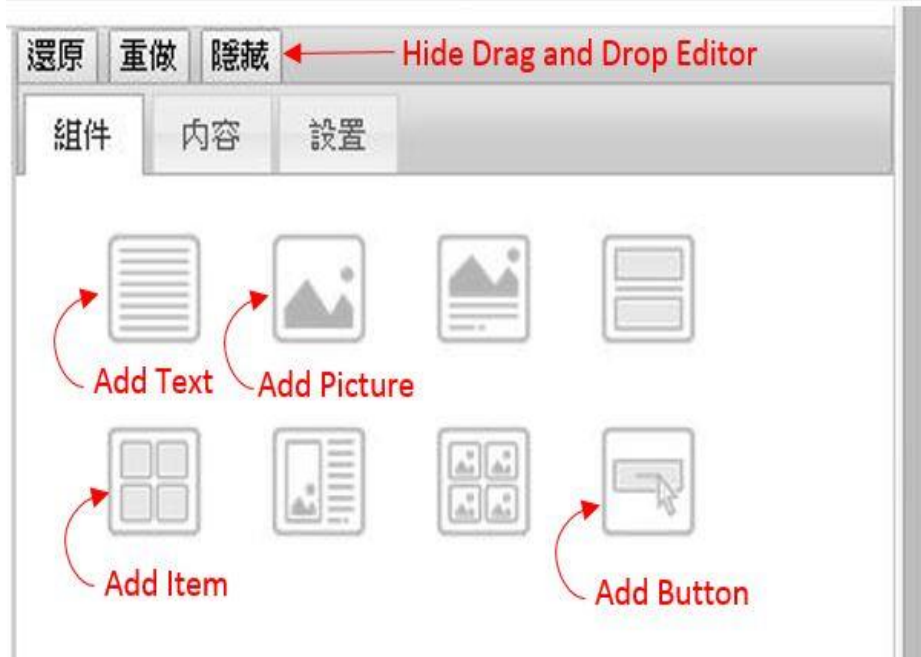 還原 重做 隱藏 Hide Drag and Drop Editor
組件 内容 設置
Add Text Add Picture
Add Item Add Button